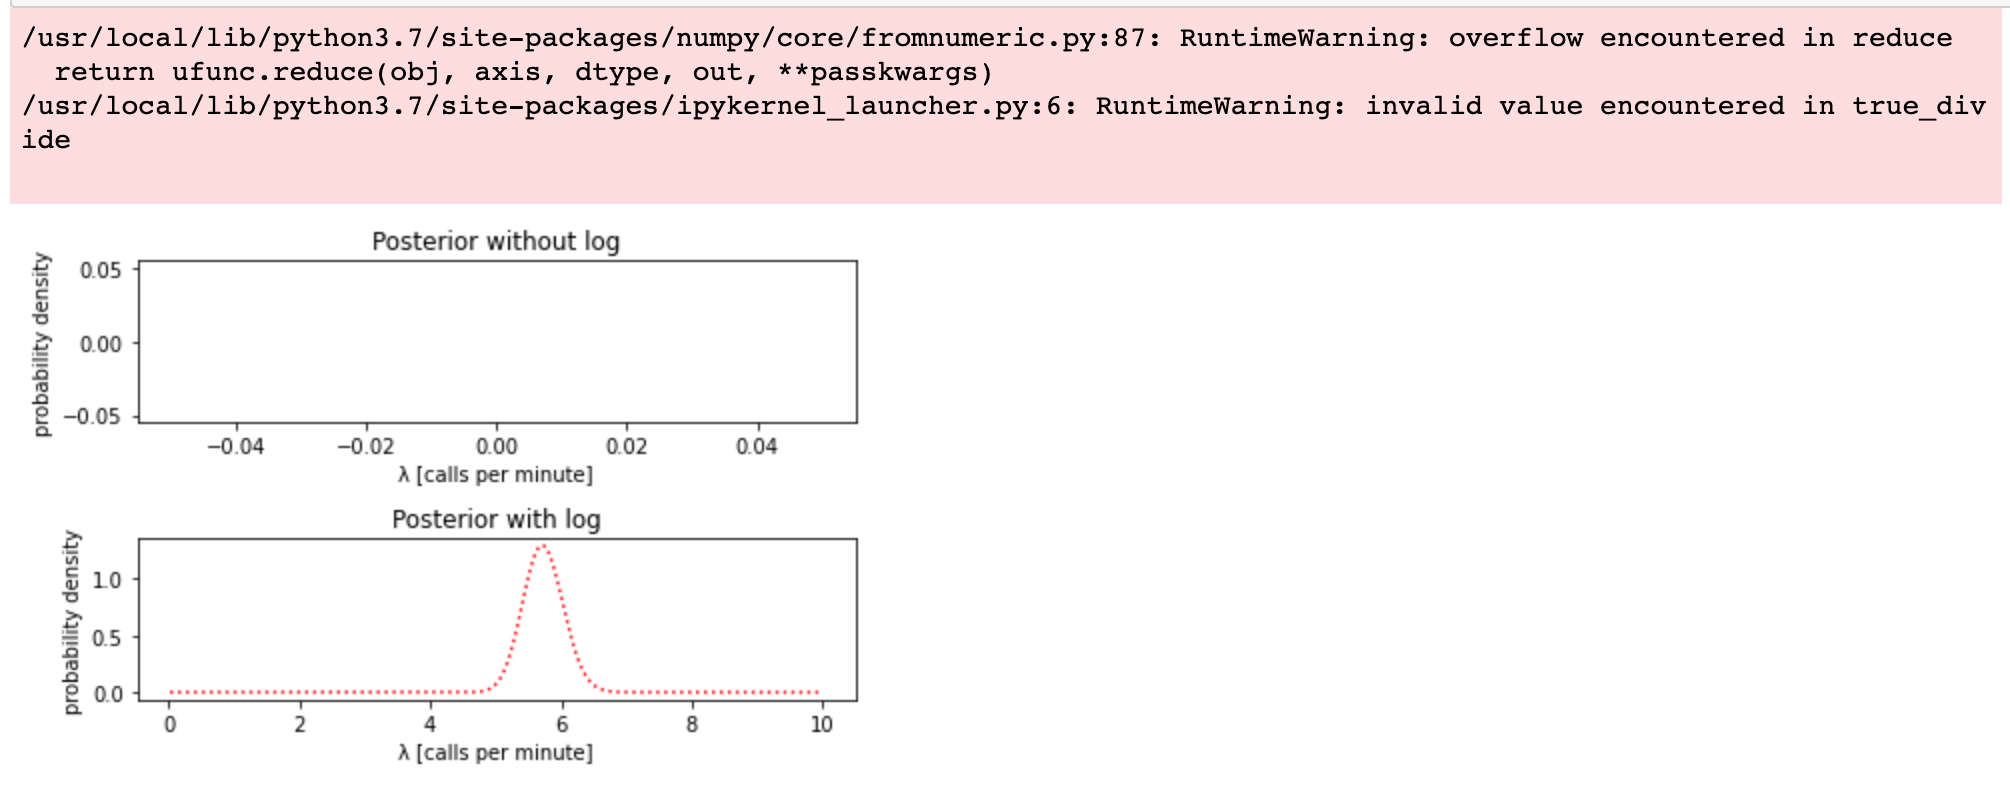 /usr/local/lib/python3.7/site-packages/numpy/core/fromnumeric.py:87: RuntimeWarning: overflow encountered in reduce
  return ufunc.reduce(obj, axis, dtype, out, **passkwargs)
/usr/local/lib/python3.7/site-packages/ipykernel_launcher.py:6: RuntimeWarning: invalid value encountered in true_div
ide
Posterior without log
probability density
0.05
0.00
−0.05
−0.04 −0.02 0.00 0.02 0.04
λ [calls per minute]
Posterior with log
probability density
1.0
0.5
0.0
0 2 4 6 8 10
λ [calls per minute]